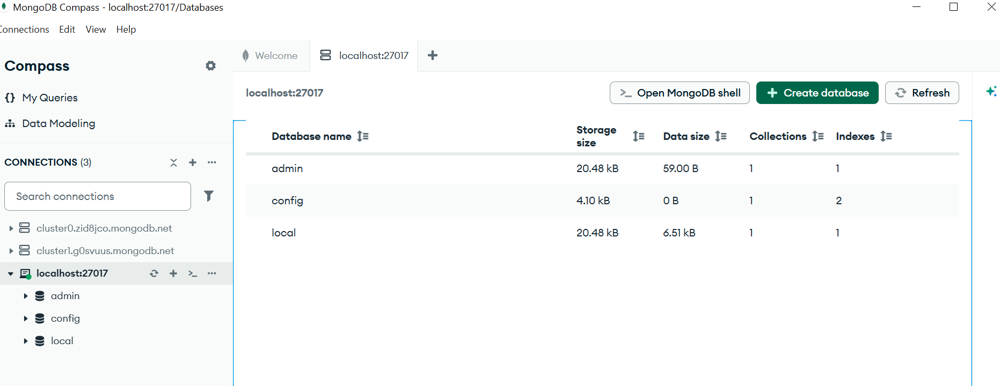 MongoDB Compass - localhost:27017/Databases
Connections Edit View Help
Welcome
localhost:27017
Compass
My Queries
Data Modeling
CONNECTIONS (3)
Search connections
cluster0.zid8jco.mongodb.net
cluster1.g0svuus.mongodb.net
localhost:27017
admin
config
local
localhost:27017
Open MongoDB shell
Create database
Refresh
Database name Storage size Data size Collections Indexes
admin 20.48 kB 59.00 B 1 1
config 4.10 kB 0 B 1 2
local 20.48 kB 6.51 kB 1 1